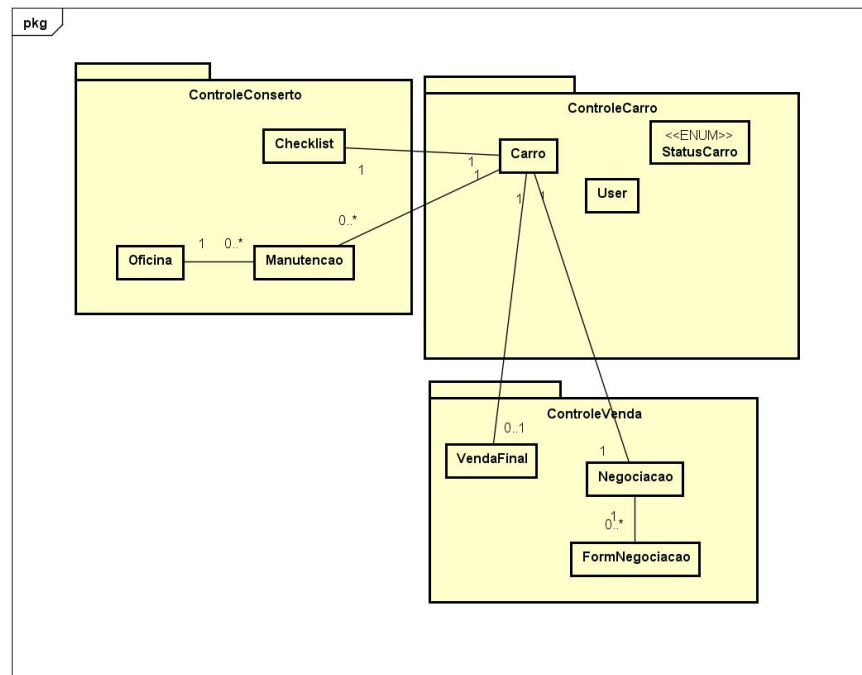 pkg
ControleConserto
ControleCarro
<<ENUM>>
StatusCarro
Checklist
1
1
Carro
1
User
1
1
0..*
Oficina
1
0..*
Manutencao
ControleVenda
0..1
VendaFinal
1
Negociacao
1
0..*
FormNegociacao